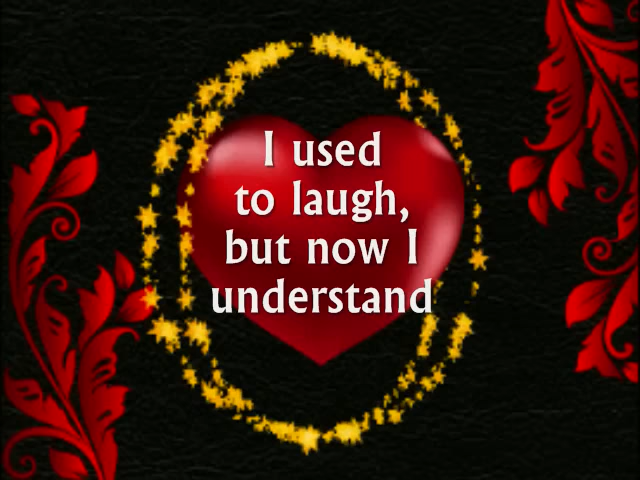 I used
to laugh,
but now I
understand